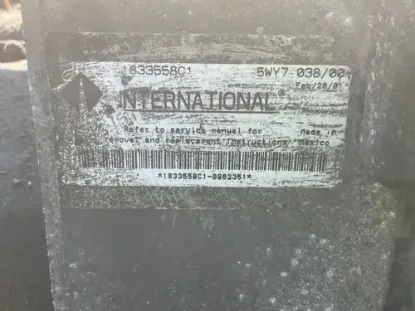 1833558C1 5WY7 038/00
Feb/28/01
INTERNATIONAL
Refer to service manual for Made in
removal and replacement instructions Mexico
*1833558C1-0962351*